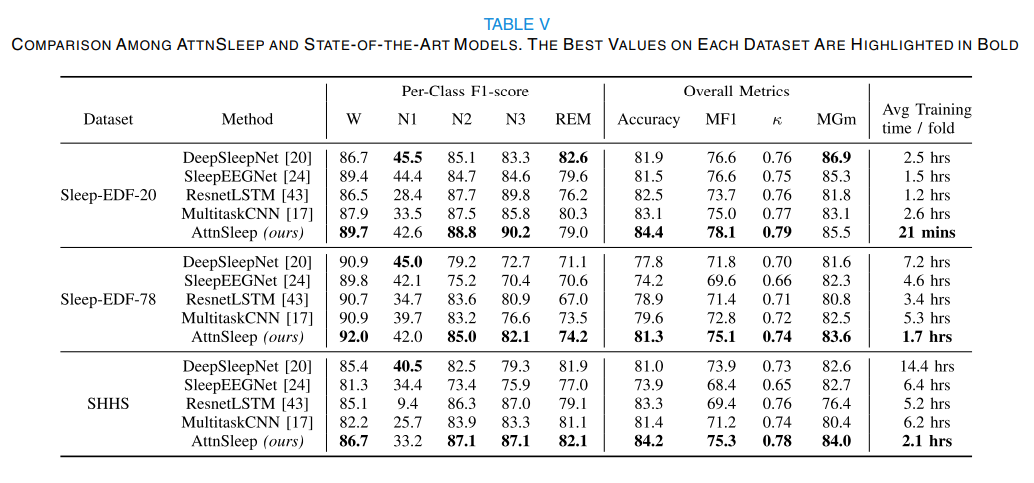 TABLE V
COMPARISON AMONG ATTNSLEEP AND STATE-OF-THE-ART MODELS. THE BEST VALUES ON EACH DATASET ARE HIGHLIGHTED IN BOLD
Per-Class F1-score Overall Metrics
Dataset Method W N1 N2 N3 REM Accuracy MF1 κ MGm Avg Training time / fold
DeepSleepNet [20] 86.7 45.5 85.1 83.3 82.6 81.9 76.6 0.76 86.9 2.5 hrs
SleepEEGNet [24] 89.4 44.4 84.7 84.6 79.6 81.5 76.6 0.75 85.3 1.5 hrs
Sleep-EDF-20 ResnetLSTM [43] 86.5 28.4 87.7 89.8 76.2 82.5 73.7 0.76 81.8 1.2 hrs
MultitaskCNN [17] 87.9 33.5 87.5 85.8 80.3 83.1 75.0 0.77 83.1 2.6 hrs
AttnSleep (ours) 89.7 42.6 88.8 90.2 79.0 84.4 78.1 0.79 85.5 21 mins
DeepSleepNet [20] 90.9 45.0 79.2 72.7 71.1 77.8 71.8 0.70 81.6 7.2 hrs
SleepEEGNet [24] 89.8 42.1 75.2 70.4 70.6 74.2 69.6 0.66 82.3 4.6 hrs
Sleep-EDF-78 ResnetLSTM [43] 90.7 34.7 83.6 80.9 67.0 78.9 71.4 0.71 80.8 3.4 hrs
MultitaskCNN [17] 90.9 39.7 83.2 76.6 73.5 79.6 72.8 0.72 82.5 5.3 hrs
AttnSleep (ours) 92.0 42.0 85.0 82.1 74.2 81.3 75.1 0.74 83.6 1.7 hrs
DeepSleepNet [20] 85.4 40.5 82.5 79.3 81.9 81.0 73.9 0.73 82.6 14.4 hrs
SleepEEGNet [24] 81.3 34.4 73.4 75.9 77.0 73.9 68.4 0.65 82.7 6.4 hrs
SHHS ResnetLSTM [43] 85.1 9.4 86.3 87.0 79.1 83.3 69.4 0.76 76.4 5.2 hrs
MultitaskCNN [17] 82.2 25.7 83.9 83.3 81.1 81.4 71.2 0.74 80.4 6.2 hrs
AttnSleep (ours) 86.7 33.2 87.1 87.1 82.1 84.2 75.3 0.78 84.0 2.1 hrs